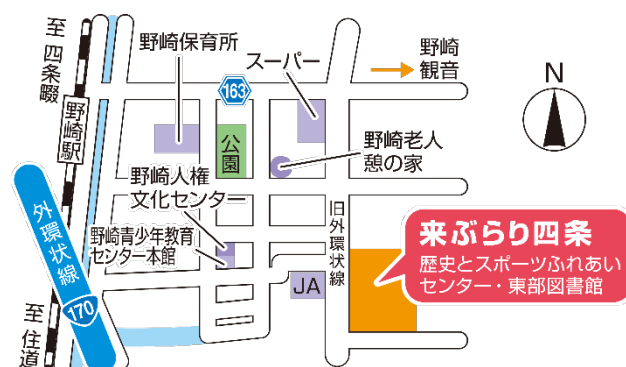 至 四条畷
野崎保育所
スーパー
野崎
観音
N
163
野崎駅
公園
野崎老人
憩の家
野崎人権
文化センター
外環状線
170
野崎青少年教育
センター本館
旧外環状線
来ぶらり四条
歴史とスポーツふれあい
センター・東部図書館
JA
至 住道